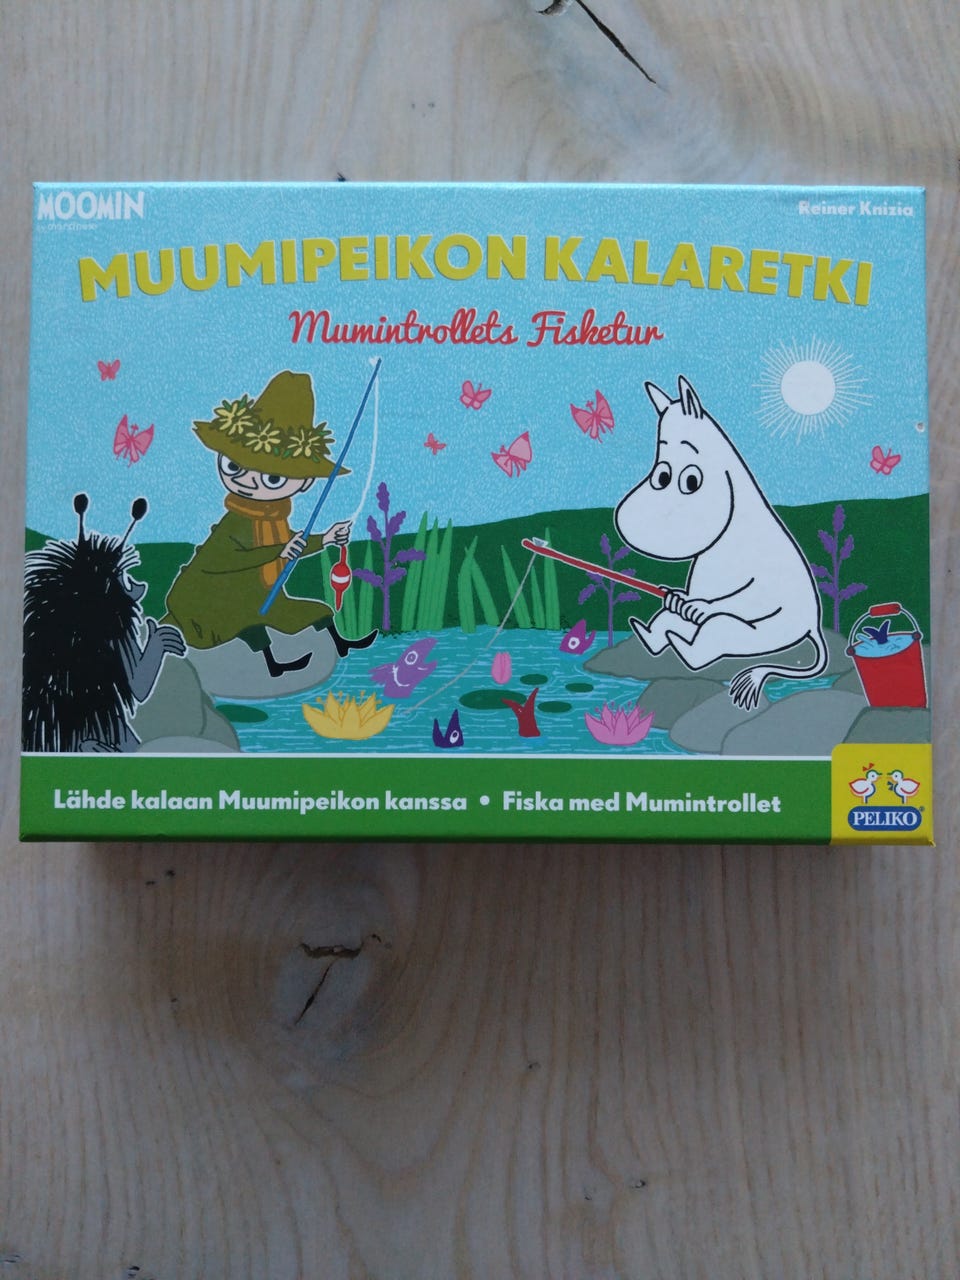 MOOMIN
Reiner Knizia
MUUMIPEIKON KALARETKI
Mumintrollets Fisketur
Lähde kalaan Muumipeikon kanssa • Fiska med Mumintrollet
PELIKO®